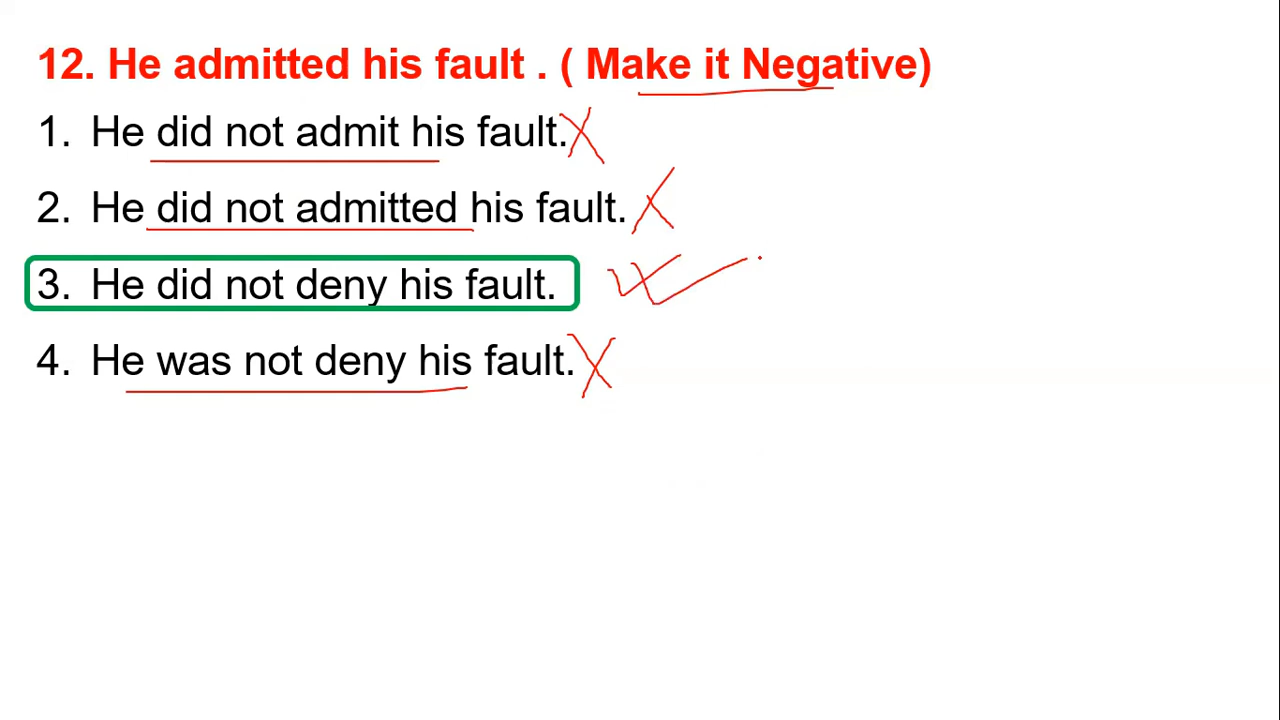 12. He admitted his fault . ( Make it Negative)
1. He did not admit his fault.
2. He did not admitted his fault.
3. He did not deny his fault.
4. He was not deny his fault.